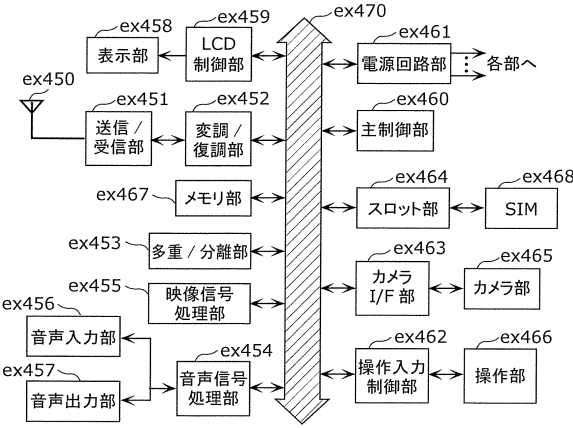 ex458
ex459
ex470
ex461
表示部
LCD
制御部
電源回路部
各部へ
ex450
ex451
ex452
ex460
送信/
受信部
変調/
復調部
主制御部
ex467
メモリ部
ex464
ex468
スロット部
SIM
ex453
多重/分離部
ex463
ex465
ex455
映像信号
処理部
カメラ
I/F部
カメラ部
ex456
音声入力部
ex454
ex462
ex466
ex457
音声出力部
音声信号
処理部
操作入力
制御部
操作部